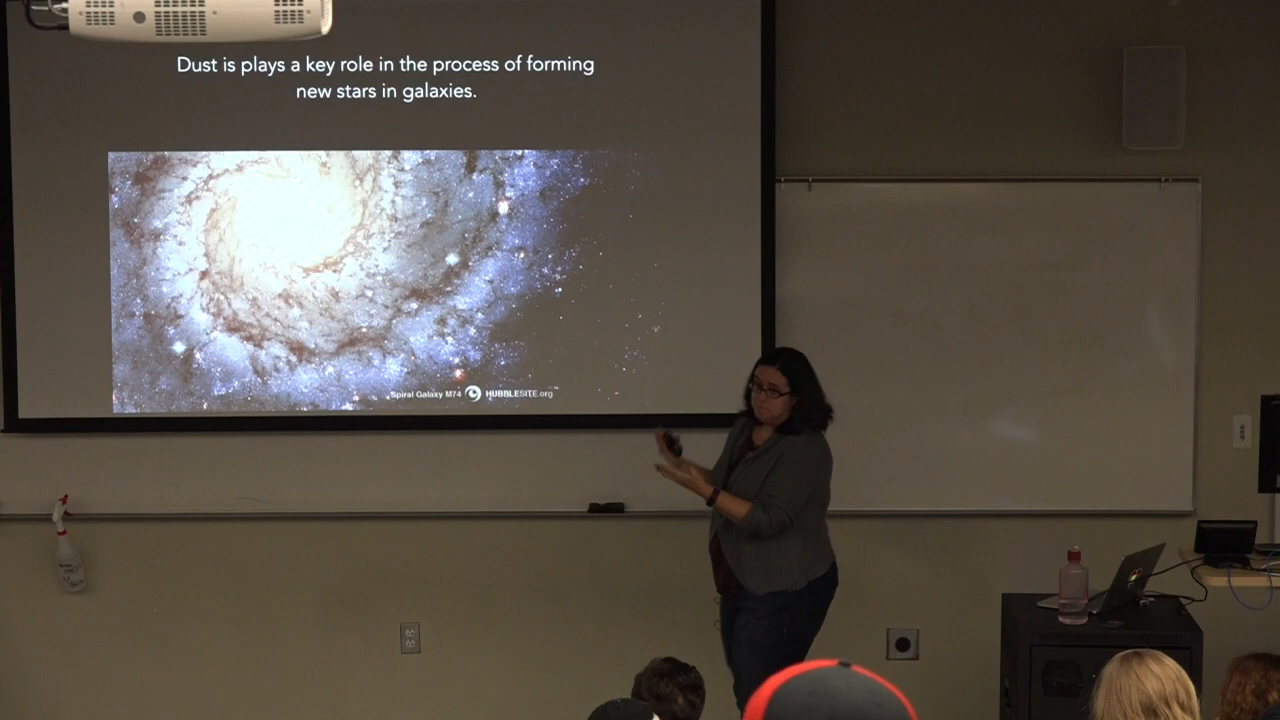 Dust is plays a key role in the process of forming
new stars in galaxies.
Spiral Galaxy M74 HUBBLESITE.org